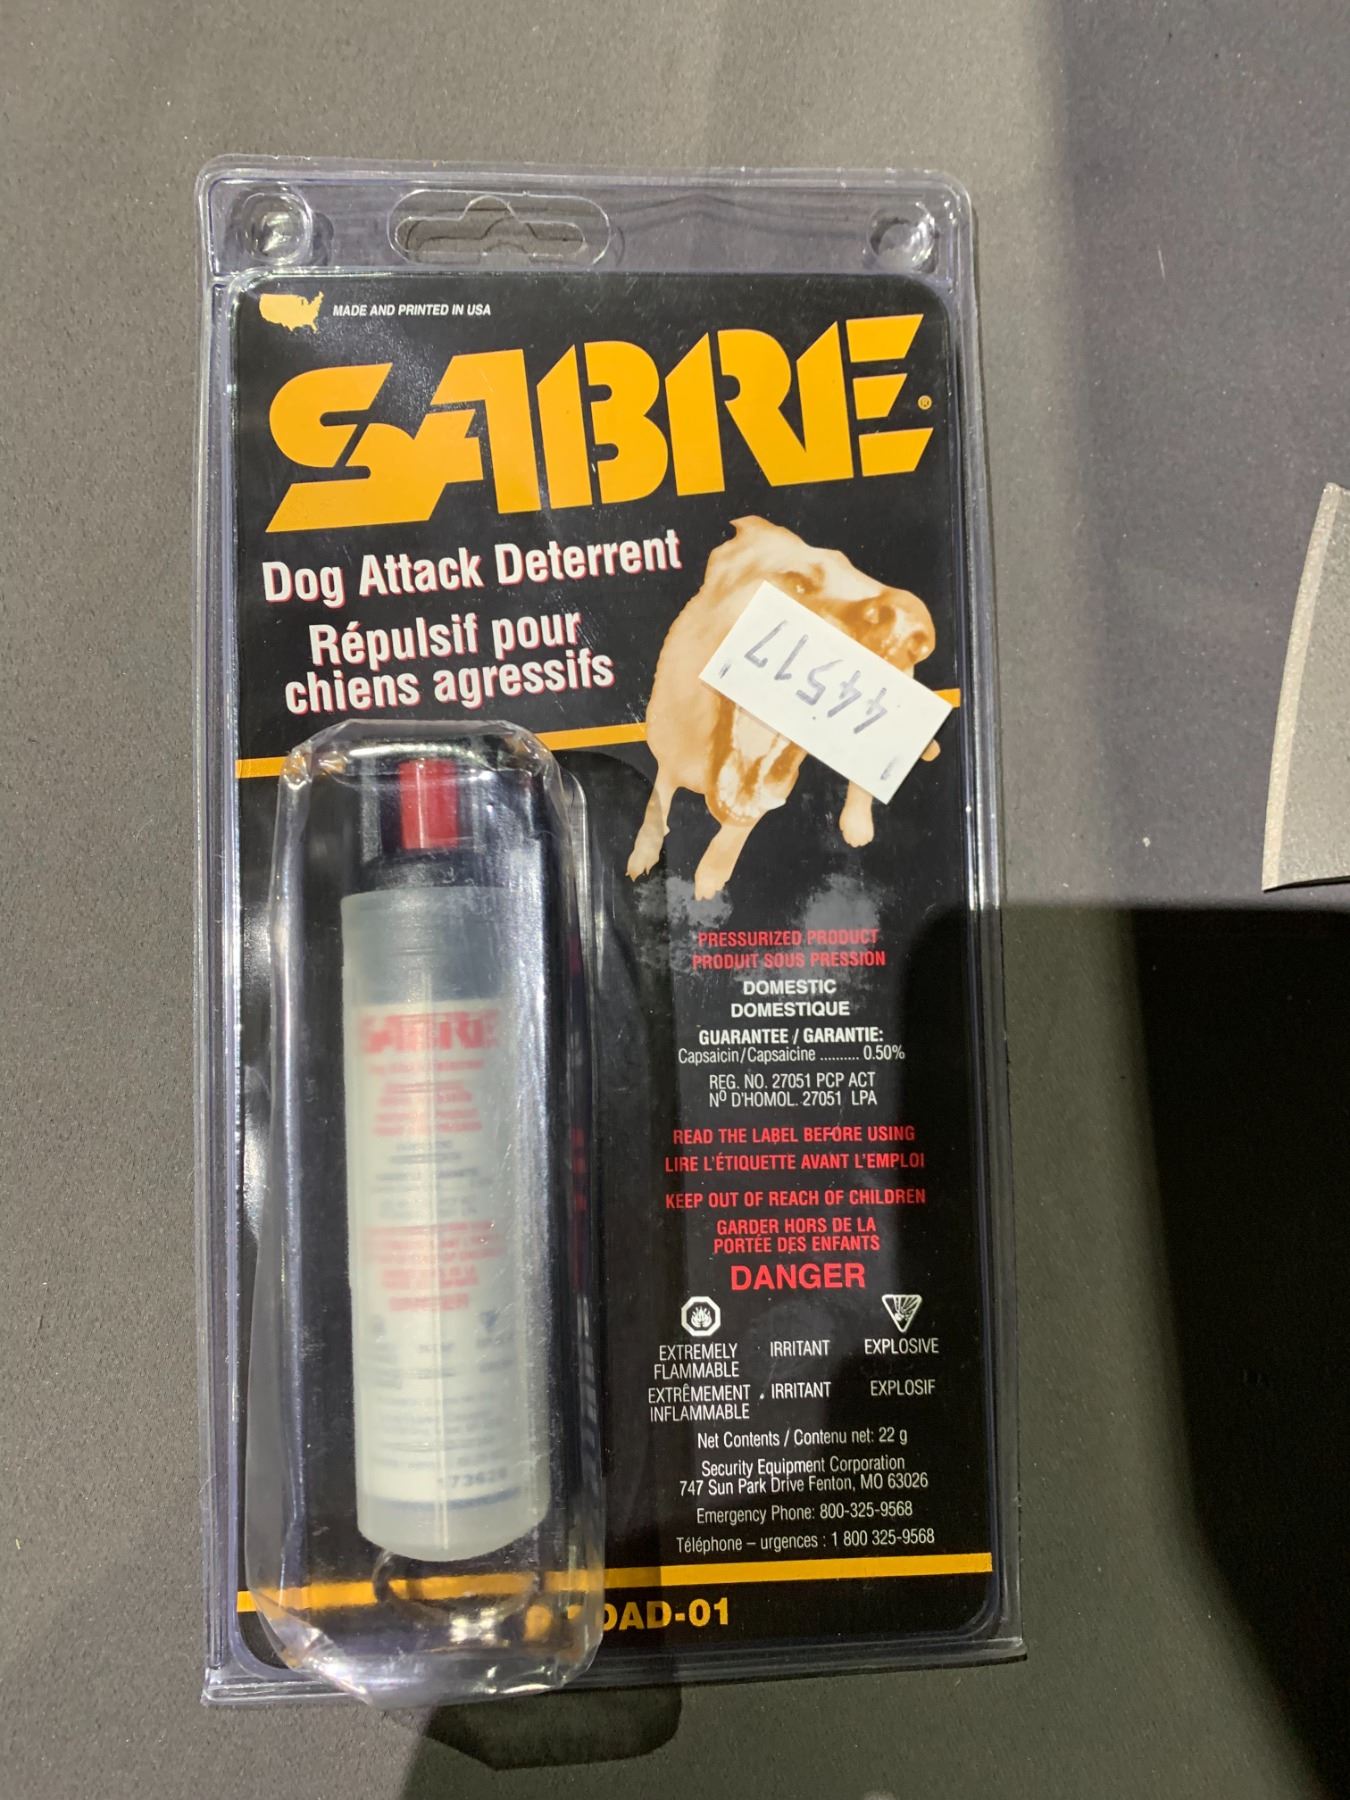 MADE AND PRINTED IN USA
SABRE®
Dog Attack Deterrent
Répulsif pour
chiens agressifs
44517
PRESSURIZED PRODUCT
PRODUIT SOUS PRESSION
DOMESTIC
DOMESTIQUE
GUARANTEE / GARANTIE:
Capsaicin/Capsaicine .......... 0.50%
REG. NO. 27051 PCP ACT
Nº D'HOMOL. 27051 LPA
READ THE LABEL BEFORE USING
LIRE L'ÉTIQUETTE AVANT L'EMPLOI
KEEP OUT OF REACH OF CHILDREN
GARDER HORS DE LA
PORTÉE DES ENFANTS
DANGER
EXTREMELY FLAMMABLE
IRRITANT
EXPLOSIVE
EXTRÊMEMENT INFLAMMABLE
IRRITANT
EXPLOSIF
Net Contents / Contenu net: 22 g
Security Equipment Corporation
747 Sun Park Drive Fenton, MO 63026
Emergency Phone: 800-325-9568
Téléphone – urgences : 1 800 325-9568
DAD-01
SABRE